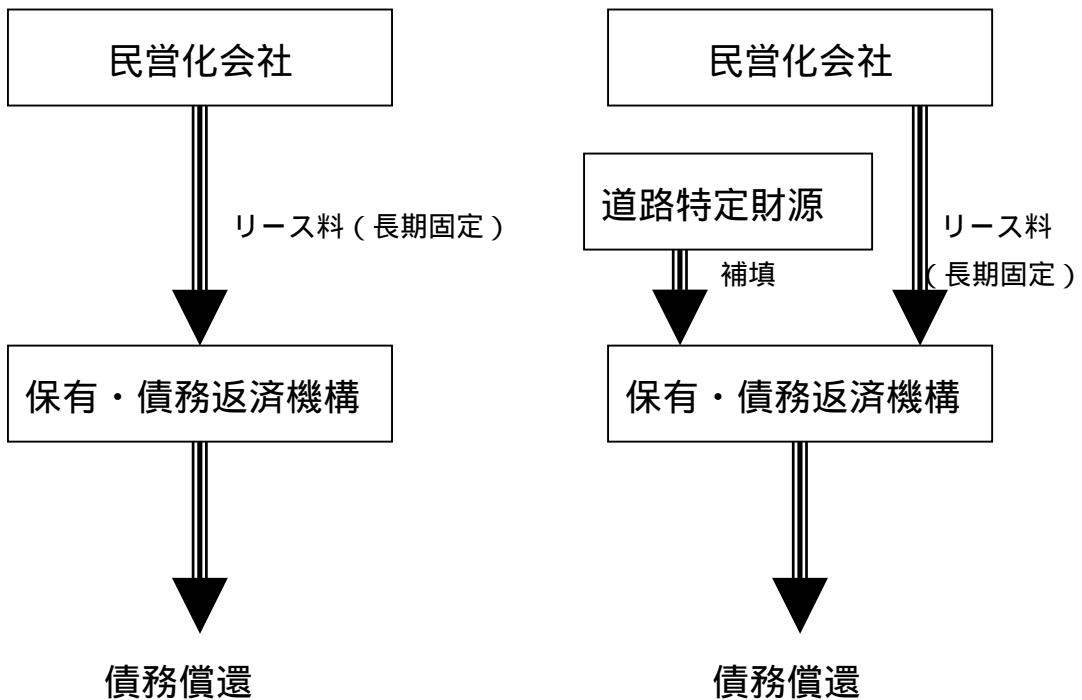 民営化会社
リース料（長期固定）
保有・債務返済機構
債務償還
民営化会社
道路特定財源
補填
リース料
（長期固定）
保有・債務返済機構
債務償還